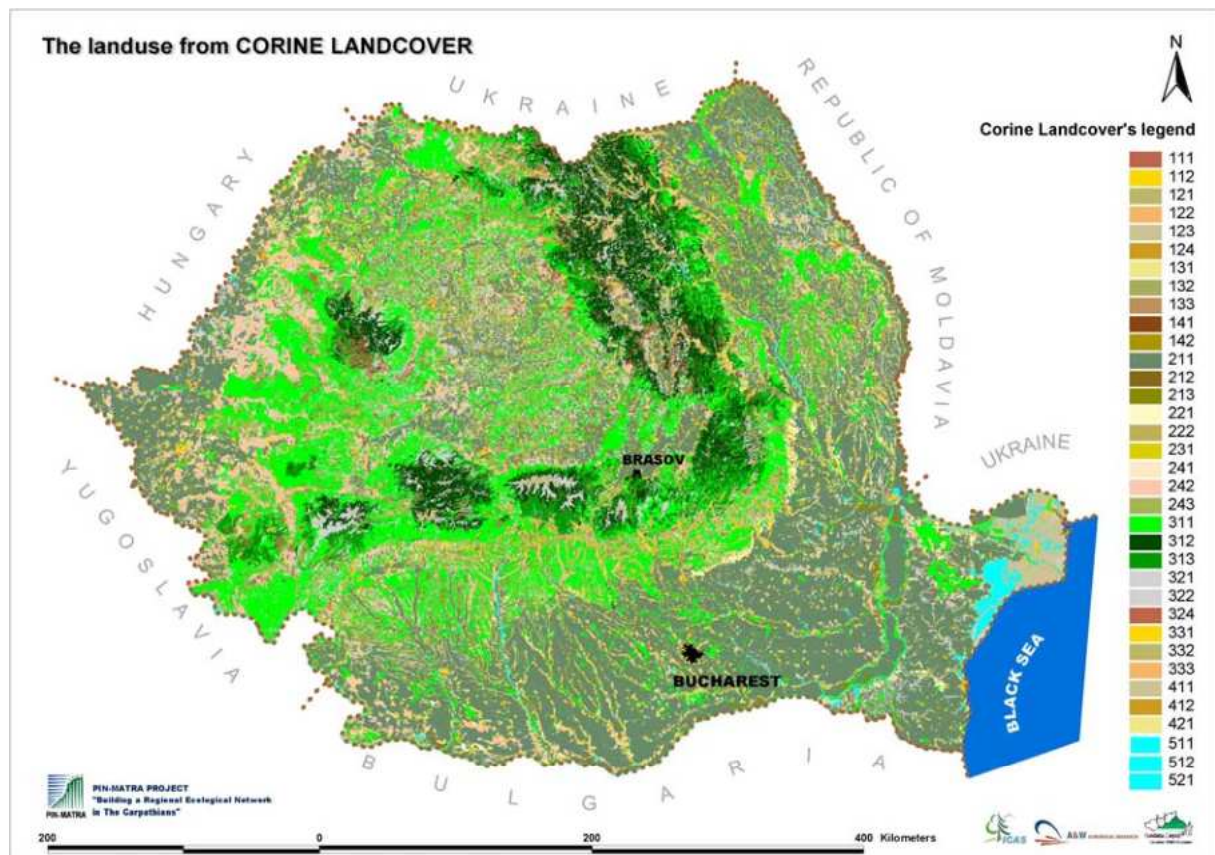 The landuse from CORINE LANDCOVER
N
UKRAINE
REPUBLIC OF MOLDAVIA
HUNGARY
Corine Landcover's legend
111
112
121
122
123
124
131
132
133
141
142
211
212
213
221
222
231
241
242
243
311
312
313
321
322
324
331
332
333
411
412
421
511
512
521
BRASOV
UKRAINE
YUGOSLAVIA
BLACK SEA
BUCHAREST
BULGARIA
PIN-MATRA
PIN-MATRA PROJECT
"Building a Regional Ecological Network
in The Carpathians"
ICAS
A&W
200 0 200 400 Kilometers